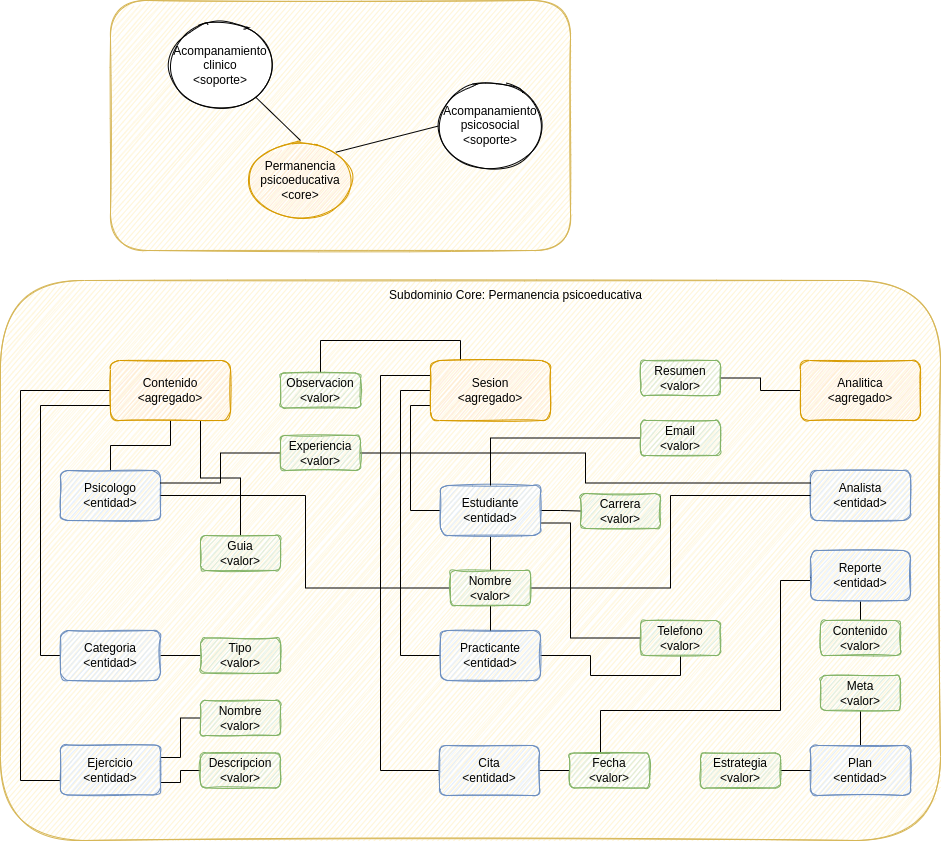 Acompanamiento
clinico
<soporte>
Acompanamiento
psicosocial
<soporte>
Permanencia
psicoeducativa
<core>
Subdominio Core: Permanencia psicoeducativa
Contenido
<agregado>
Observacion
<valor>
Sesion
<agregado>
Resumen
<valor>
Analitica
<agregado>
Experiencia
<valor>
Email
<valor>
Psicologo
<entidad>
Estudiante
<entidad>
Carrera
<valor>
Analista
<entidad>
Guia
<valor>
Nombre
<valor>
Reporte
<entidad>
Categoria
<entidad>
Tipo
<valor>
Practicante
<entidad>
Telefono
<valor>
Contenido
<valor>
Meta
<valor>
Nombre
<valor>
Ejercicio
<entidad>
Descripcion
<valor>
Cita
<entidad>
Fecha
<valor>
Estrategia
<valor>
Plan
<entidad>